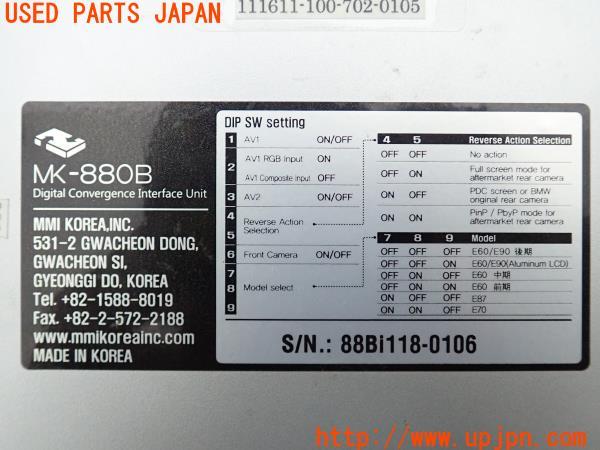 USED PARTS JAPAN
111611-100-702-0105
MK-880B
Digital Convergence Interface Unit
MMI KOREA,INC.
531-2 GWACHEON DONG,
GWACHEON SI,
GYEONGGI DO, KOREA
Tel. +82-1588-8019
Fax. +82-2-572-2188
www.mmikoreainc.com
MADE IN KOREA
DIP SW setting
1 AV1 ON/OFF
2 AV1 RGB Input ON
AV1 Composite Input OFF
3 AV2 ON/OFF
4 5 Reverse Action Selection
6 Front Camera ON/OFF
7 8 9 Model select
4 5 Reverse Action Selection
OFF OFF No action
OFF ON Full screen mode for aftermarket rear camera
ON OFF PDC screen or BMW original rear camera
ON ON PinP / PbyP mode for aftermarket rear camera
7 8 9 Model
OFF OFF OFF E60/E90 後期
OFF OFF ON E60/E90(Aluminum LCD)
OFF ON OFF E60 中期
OFF ON ON E60 前期
ON OFF OFF E87
ON OFF ON E70
S/N.: 88Bi118-0106
UPJ
USED PARTS JAPAN
http://www.upjpn.com